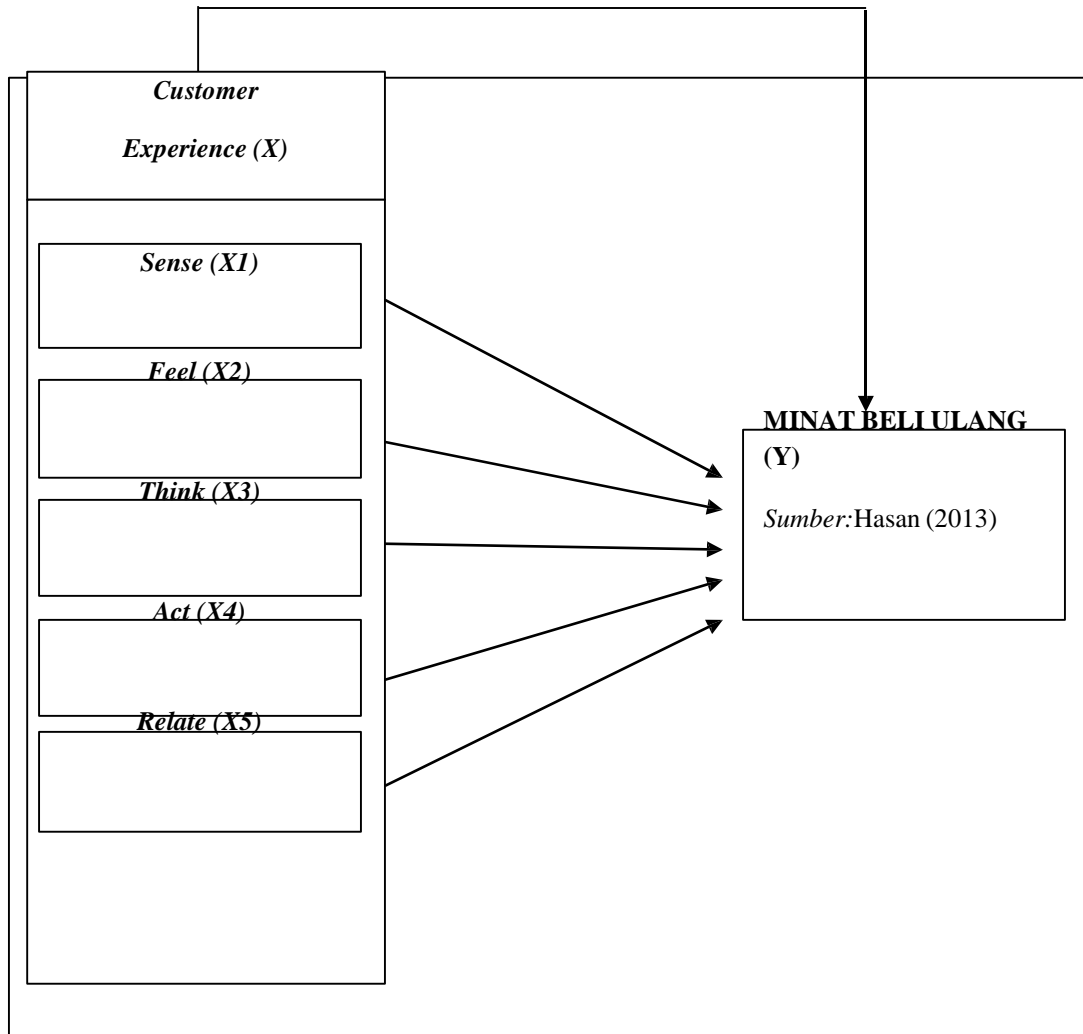 Customer
Experience (X)
Sense (X1)
Feel (X2)
Think (X3)
Act (X4)
Relate (X5)
MINAT BELI ULANG
(Y)
Sumber:Hasan (2013)